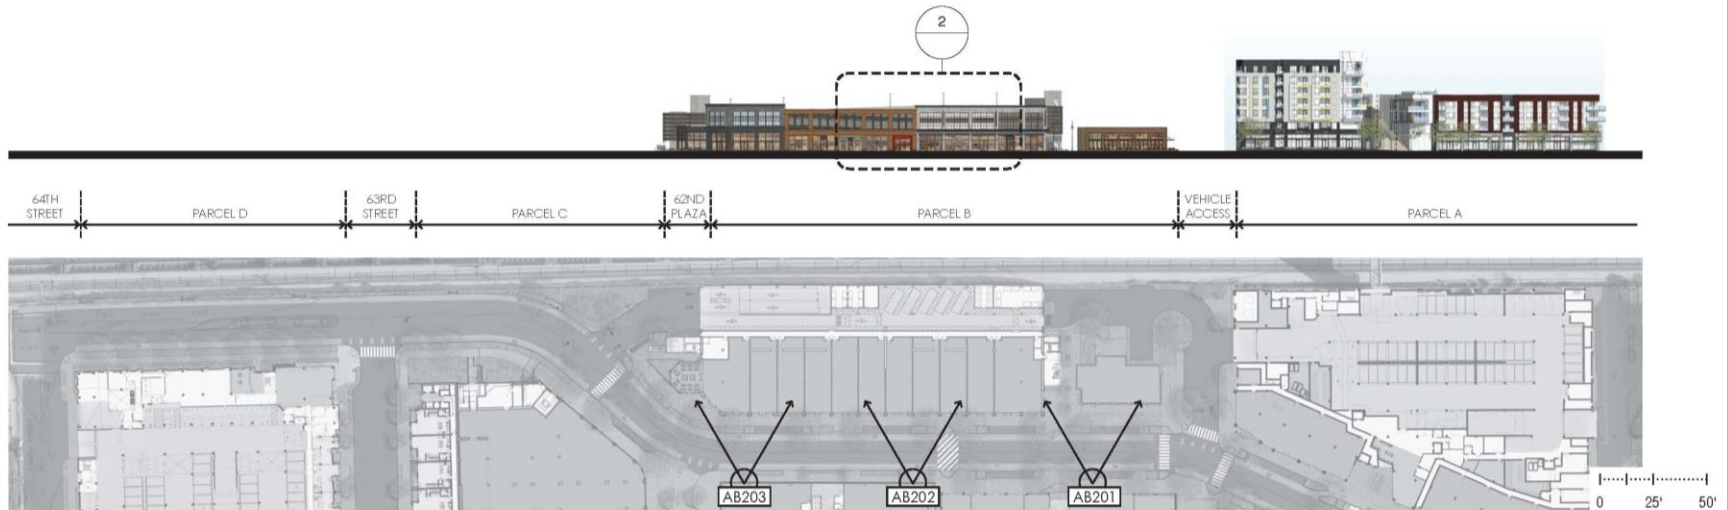 2
64TH
STREET
PARCEL D
63RD
STREET
PARCEL C
62ND
PLAZA
PARCEL B
VEHICLE
ACCESS
PARCEL A
AB203
AB202
AB201
0 25' 50'